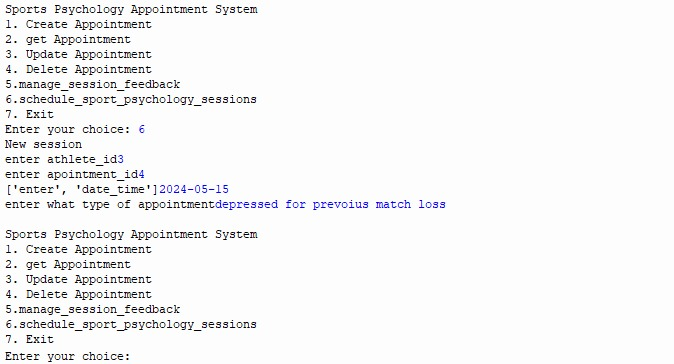 Sports Psychology Appointment System
1. Create Appointment
2. get Appointment
3. Update Appointment
4. Delete Appointment
5.manage_session_feedback
6.schedule_sport_psychology_sessions
7. Exit
Enter your choice: 6
New session
enter athlete_id3
enter apointment_id4
['enter', 'date_time']2024-05-15
enter what type of appointmentdepressed for prevoius match loss
Sports Psychology Appointment System
1. Create Appointment
2. get Appointment
3. Update Appointment
4. Delete Appointment
5.manage_session_feedback
6.schedule_sport_psychology_sessions
7. Exit
Enter your choice: